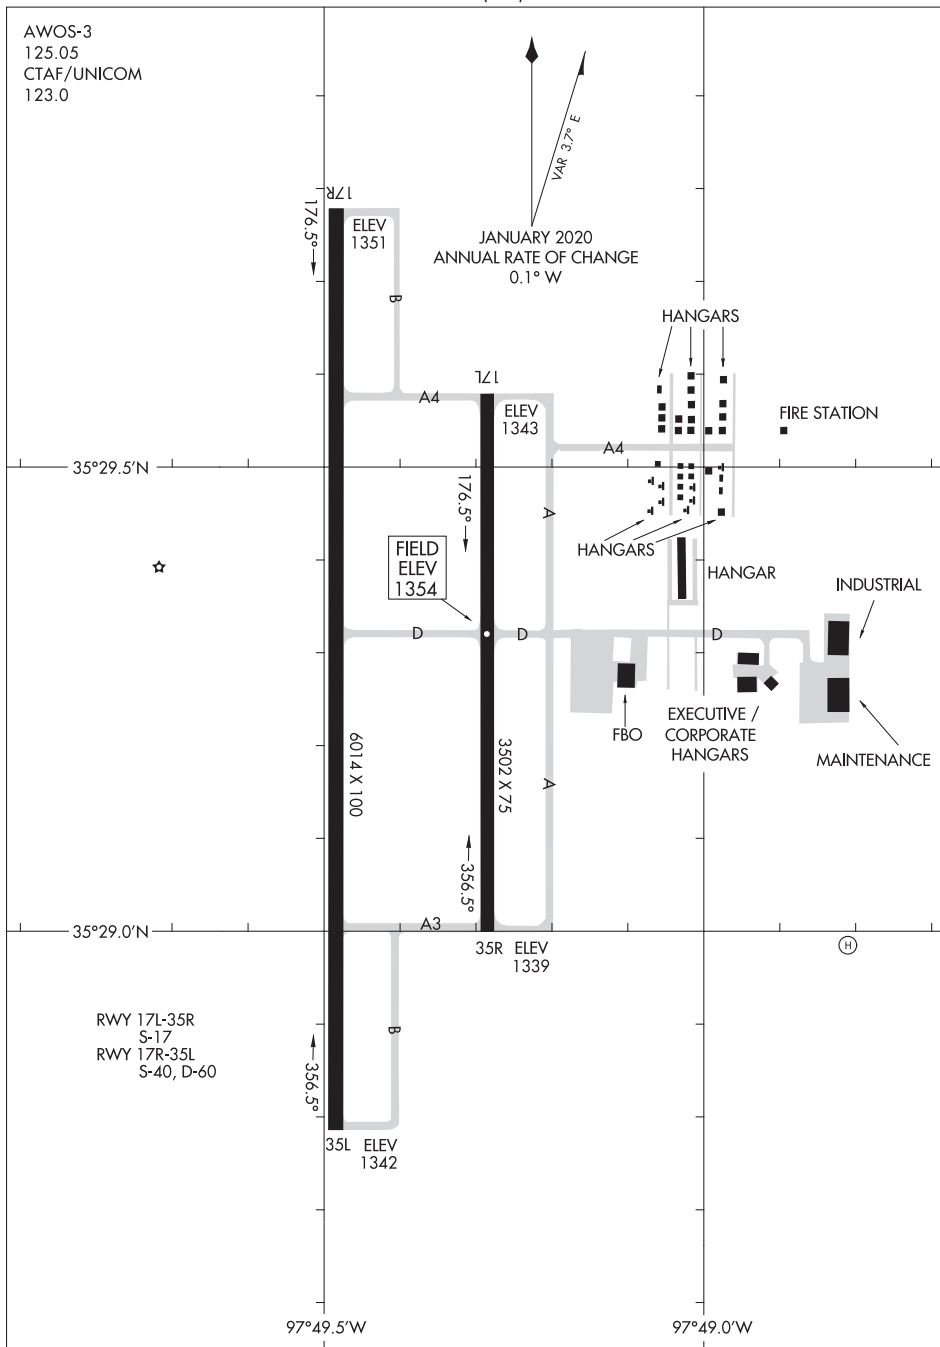 AWOS-3
125.05
CTAF/UNICOM
123.0
VAR 3.7° E
JANUARY 2020
ANNUAL RATE OF CHANGE
0.1° W
17R
176.5°
ELEV
1351
B
HANGARS
17L
A4
ELEV
1343
FIRE STATION
A4
35°29.5'N
176.5°
A
FIELD
ELEV
1354
HANGARS
HANGAR
INDUSTRIAL
D
D
D
FBO
EXECUTIVE /
CORPORATE
HANGARS
MAINTENANCE
6014 X 100
3502 X 75
A
356.5°
A3
35°29.0'N
35R
ELEV
1339
H
RWY 17L-35R
S-17
RWY 17R-35L
S-40, D-60
B
356.5°
35L
ELEV
1342
97°49.5'W
97°49.0'W